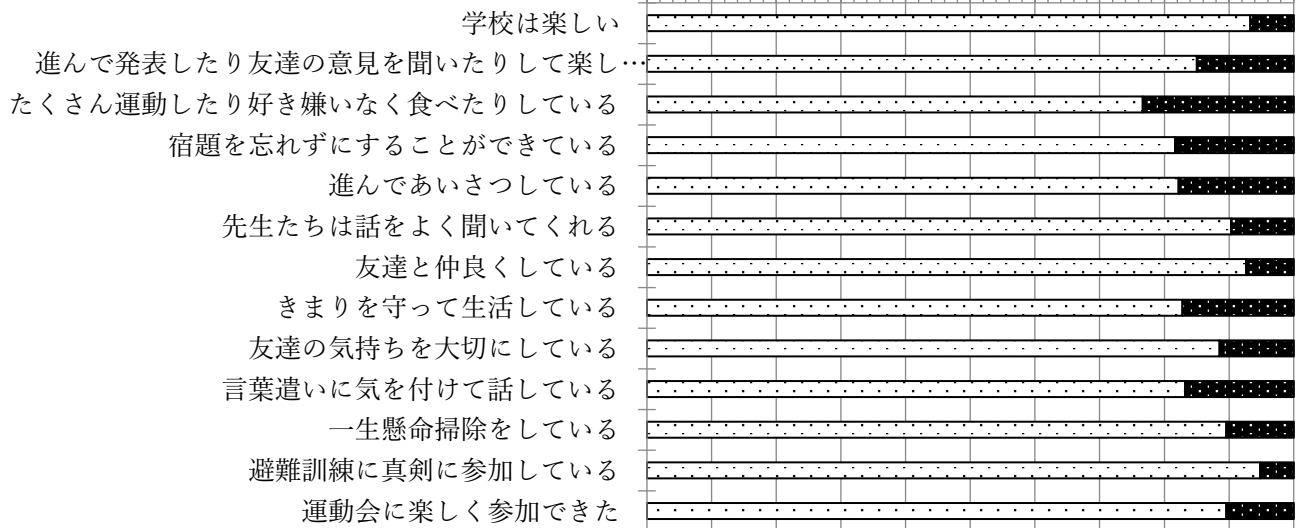 学校は楽しい
進んで発表したり友達の意見を聞いたりして楽し…
たくさん運動したり好き嫌いなく食べたりしている
宿題を忘れずにすることができている
進んであいさつしている
先生たちは話をよく聞いてくれる
友達と仲良くしている
きまりを守って生活している
友達の気持ちを大切にしている
言葉遣いに気を付けて話している
一生懸命掃除をしている
避難訓練に真剣に参加している
運動会に楽しく参加できた